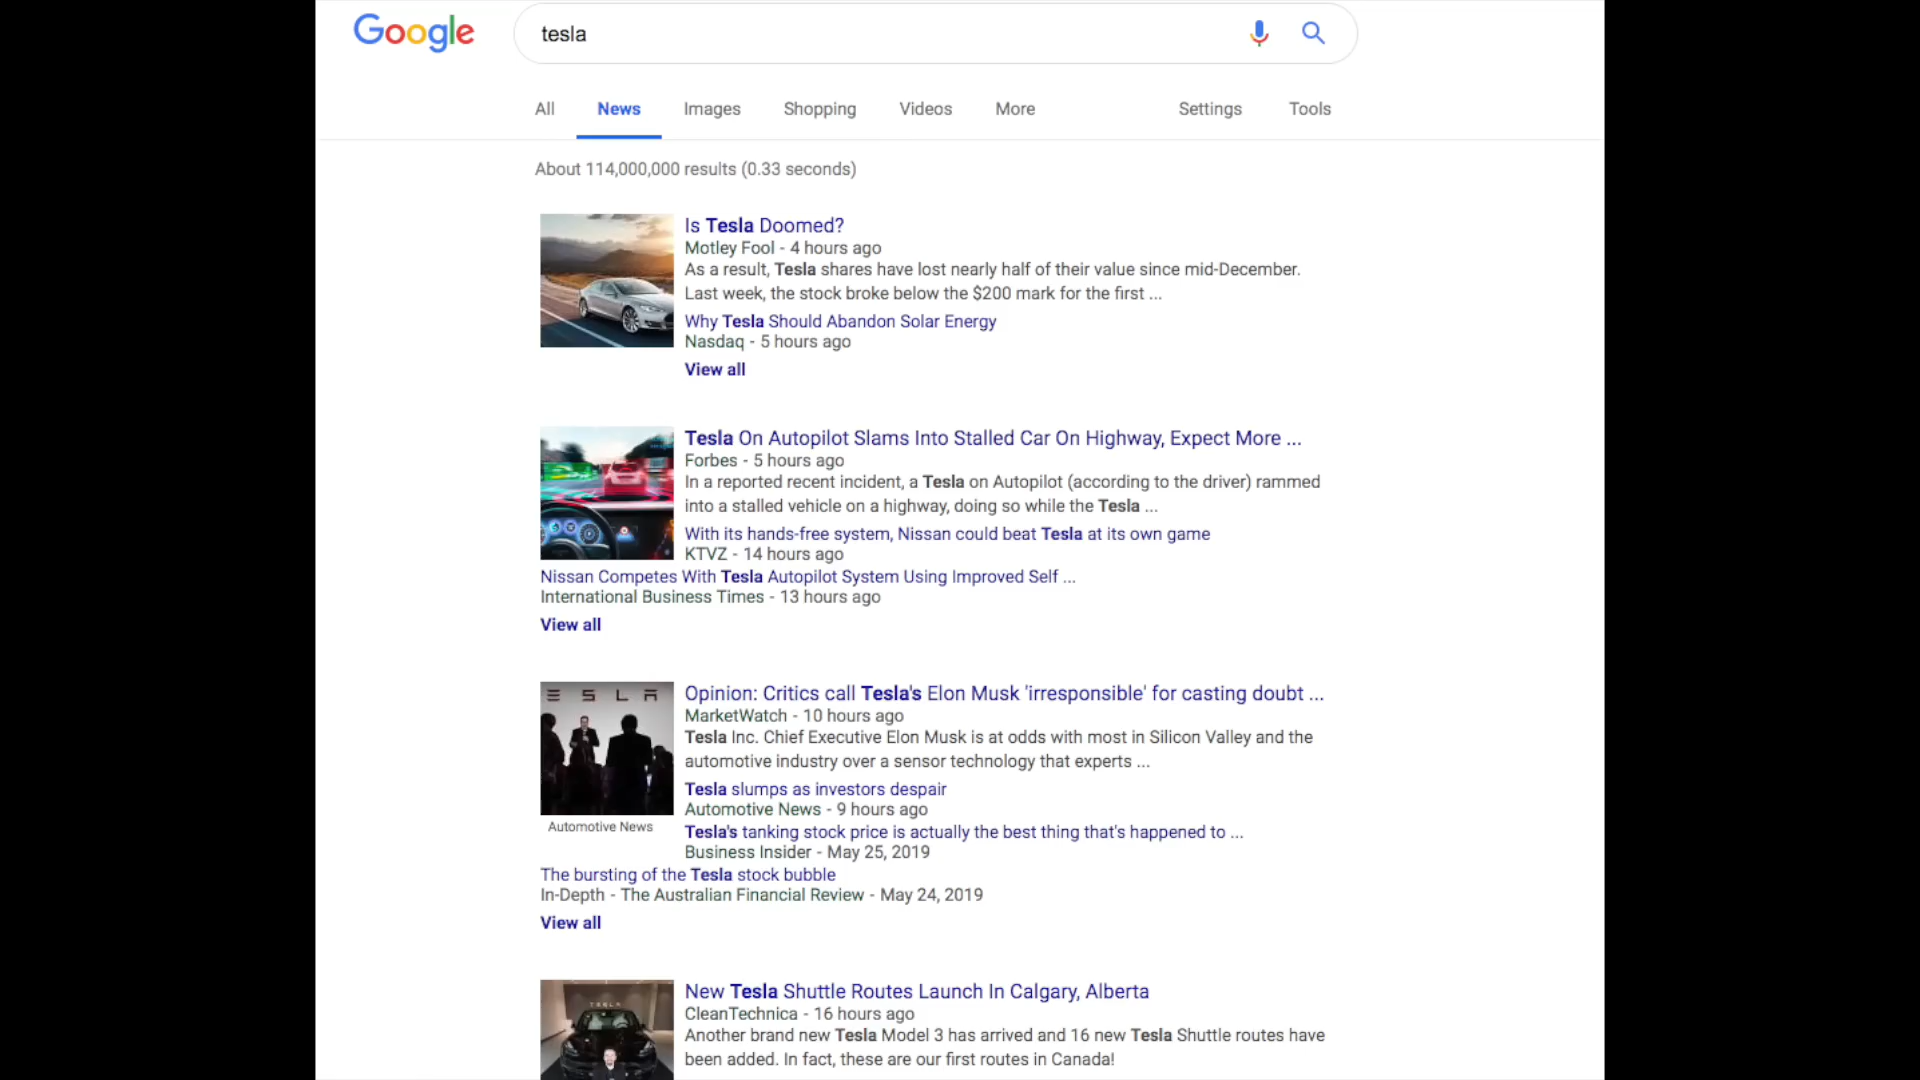 Google
tesla
All News Images Shopping Videos More Settings Tools
About 114,000,000 results (0.33 seconds)
Is Tesla Doomed?
Motley Fool - 4 hours ago
As a result, Tesla shares have lost nearly half of their value since mid-December.
Last week, the stock broke below the $200 mark for the first ...
Why Tesla Should Abandon Solar Energy
Nasdaq - 5 hours ago
View all
Tesla On Autopilot Slams Into Stalled Car On Highway, Expect More ...
Forbes - 5 hours ago
In a reported recent incident, a Tesla on Autopilot (according to the driver) rammed
into a stalled vehicle on a highway, doing so while the Tesla ...
With its hands-free system, Nissan could beat Tesla at its own game
KTVZ - 14 hours ago
Nissan Competes With Tesla Autopilot System Using Improved Self ...
International Business Times - 13 hours ago
View all
E S L A
Opinion: Critics call Tesla's Elon Musk 'irresponsible' for casting doubt ...
MarketWatch - 10 hours ago
Tesla Inc. Chief Executive Elon Musk is at odds with most in Silicon Valley and the
automotive industry over a sensor technology that experts ...
Tesla slumps as investors despair
Automotive News - 9 hours ago
Automotive News
Tesla's tanking stock price is actually the best thing that's happened to ...
Business Insider - May 25, 2019
The bursting of the Tesla stock bubble
In-Depth - The Australian Financial Review - May 24, 2019
View all
TESLA
New Tesla Shuttle Routes Launch In Calgary, Alberta
CleanTechnica - 16 hours ago
Another brand new Tesla Model 3 has arrived and 16 new Tesla Shuttle routes have
been added. In fact, these are our first routes in Canada!